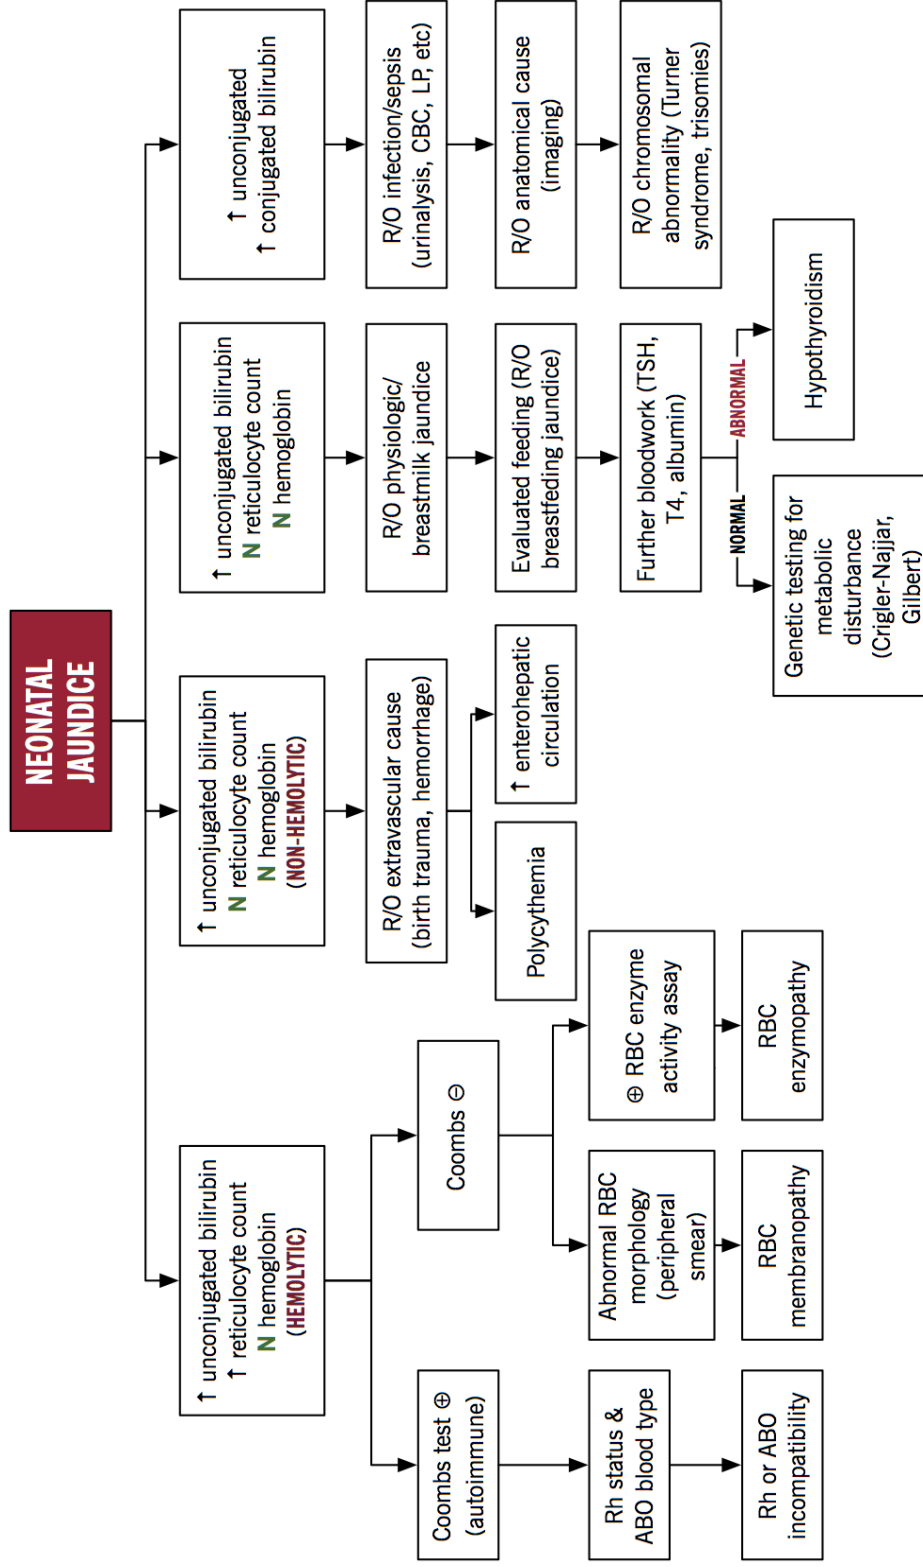 NEONATAL
JAUNDICE
↑ unconjugated bilirubin
↑ reticulocyte count
N hemoglobin
(HEMOLYTIC)
Coombs test ⊕
(autoimmune)
Rh status &
ABO blood type
Rh or ABO
incompatibility
Coombs ⊖
Abnormal RBC
morphology
(peripheral
smear)
RBC
membranopathy
⊕ RBC enzyme
activity assay
RBC
enzymopathy
↑ unconjugated bilirubin
N reticulocyte count
N hemoglobin
(NON-HEMOLYTIC)
R/O extravascular cause
(birth trauma, hemorrhage)
Polycythemia
↑ enterohepatic
circulation
↑ unconjugated bilirubin
N reticulocyte count
N hemoglobin
R/O physiologic/
breastmilk jaundice
Evaluated feeding (R/O
breastfeding jaundice)
Further bloodwork (TSH,
T4, albumin)
NORMAL
ABNORMAL
Genetic testing for
metabolic
disturbance
(Crigler-Najjar,
Gilbert)
Hypothyroidism
↑ unconjugated
↑ conjugated bilirubin
R/O infection/sepsis
(urinalysis, CBC, LP, etc)
R/O anatomical cause
(imaging)
R/O chromosomal
abnormality (Turner
syndrome, trisomies)